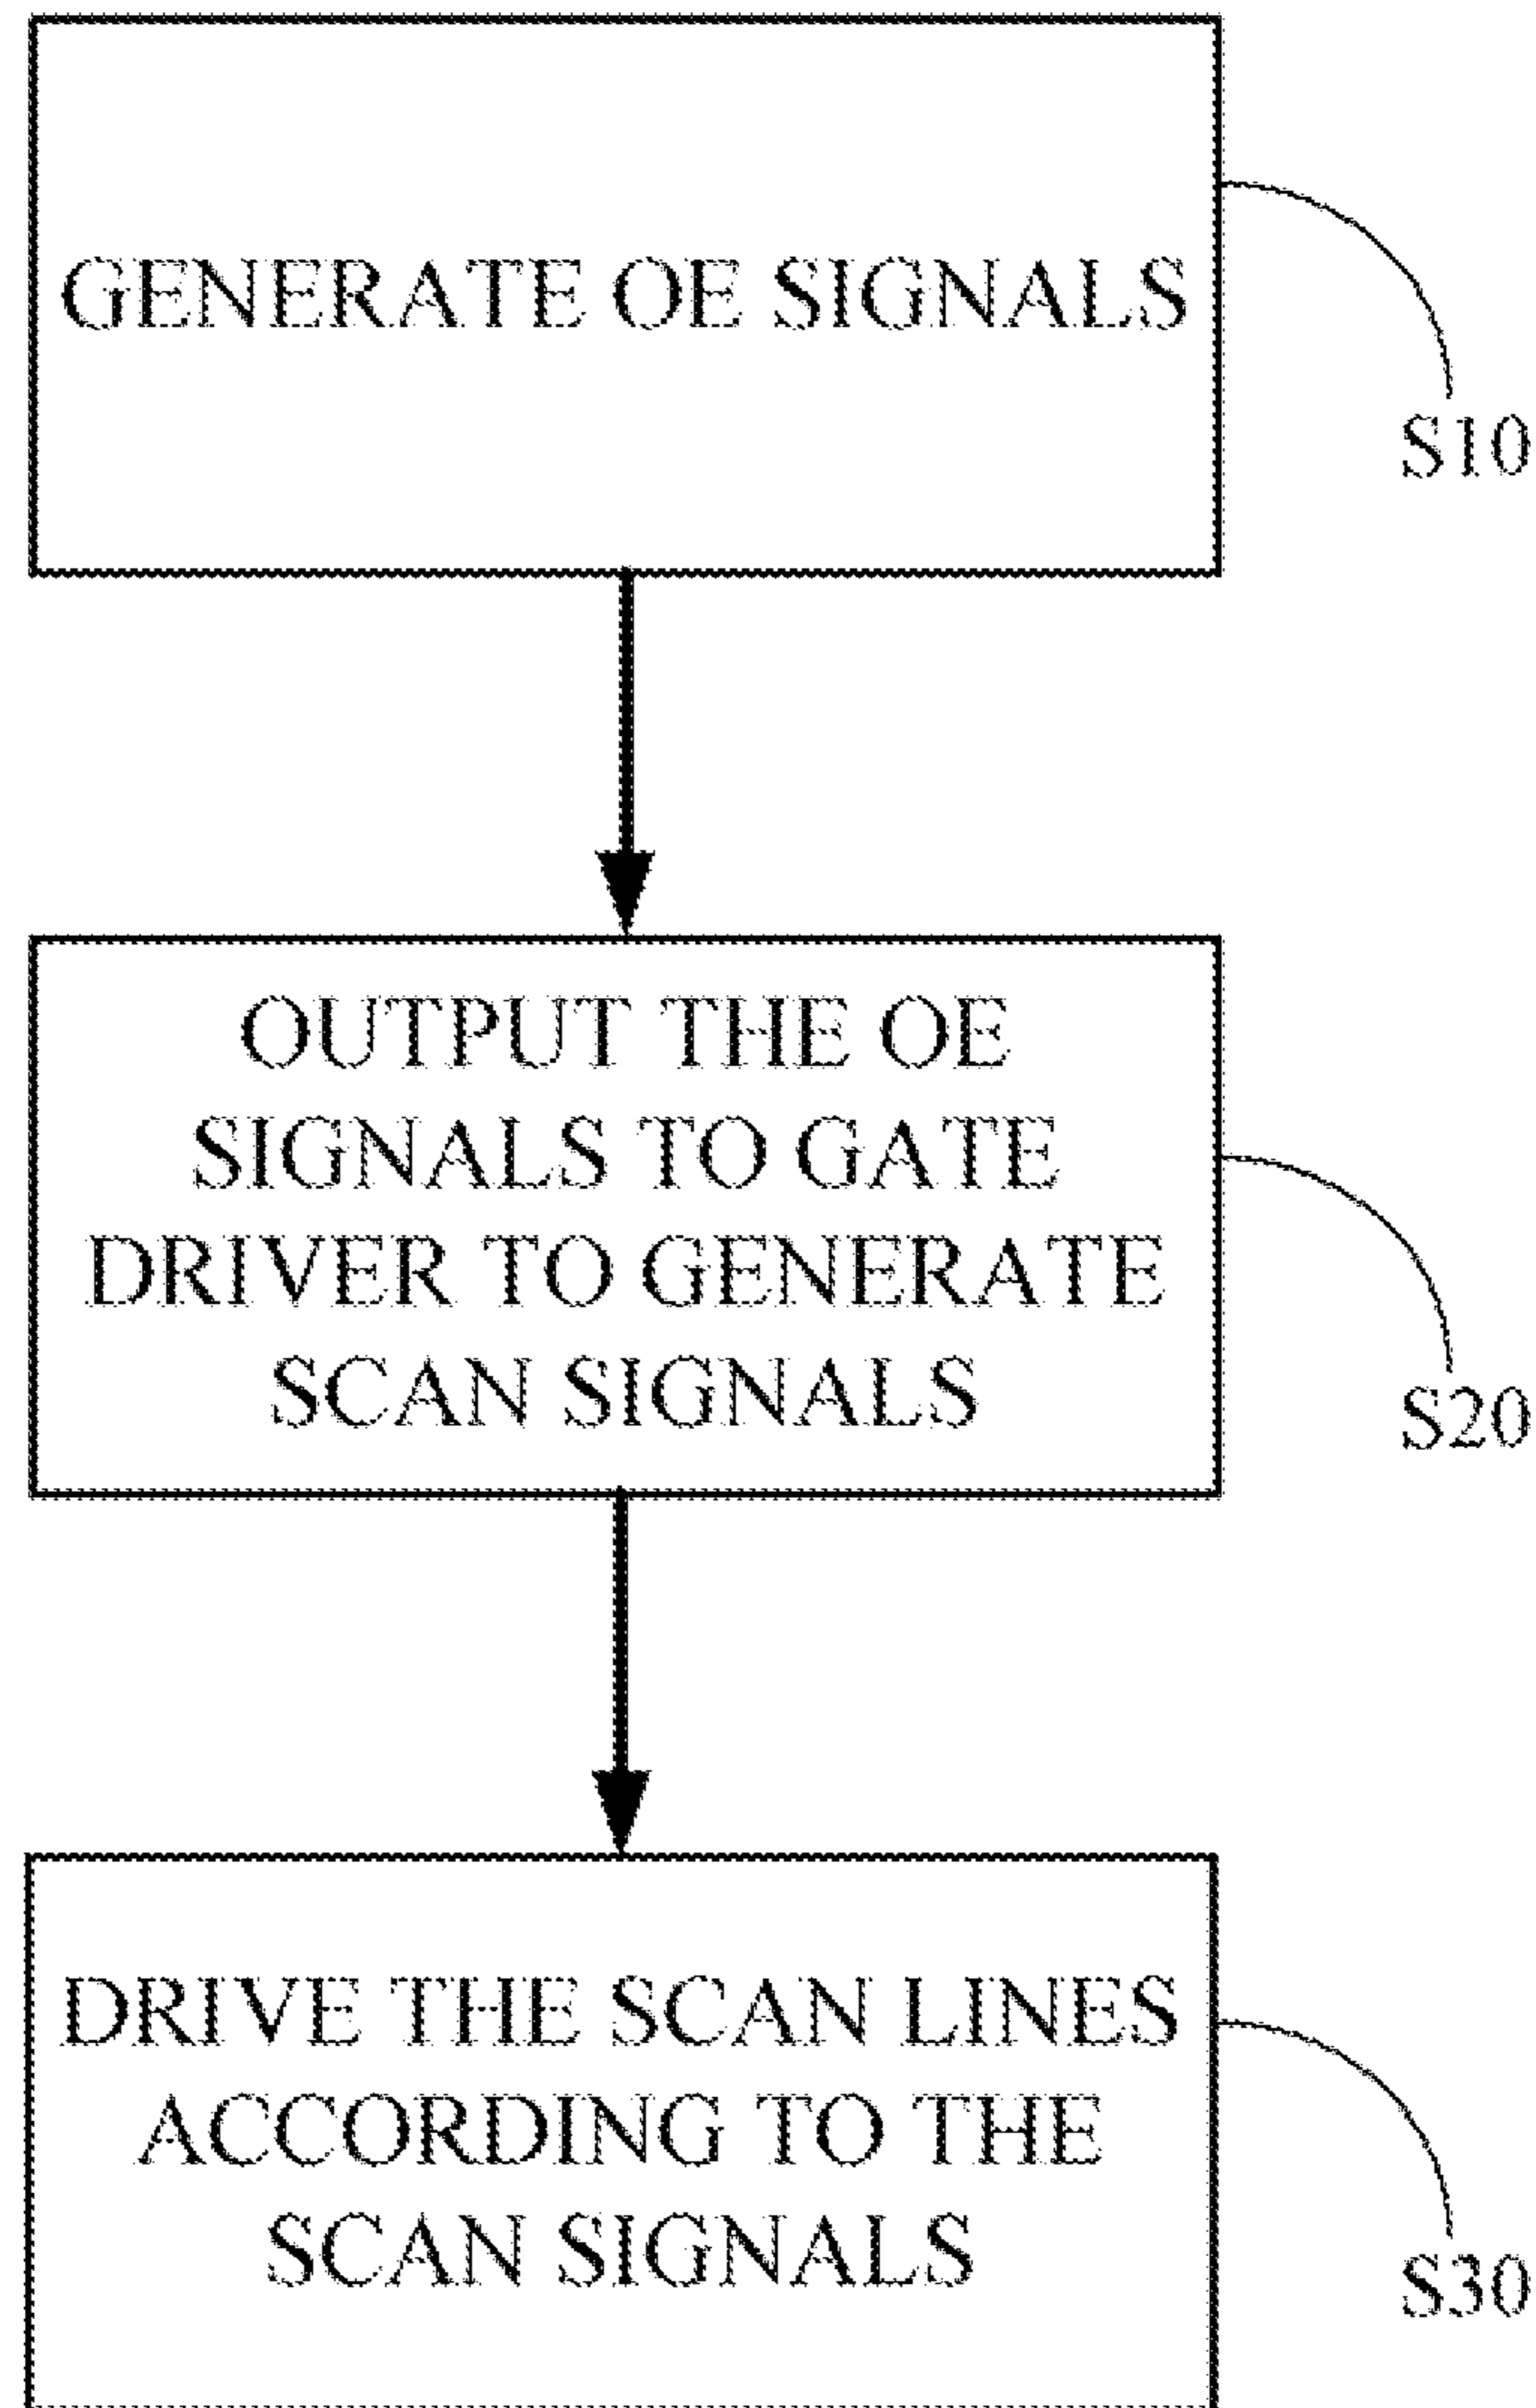 GENERATE OE SIGNALS
S10
OUTPUT THE OE
SIGNALS TO GATE
DRIVER TO GENERATE
SCAN SIGNALS
S20
DRIVE THE SCAN LINES
ACCORDING TO THE
SCAN SIGNALS
S30